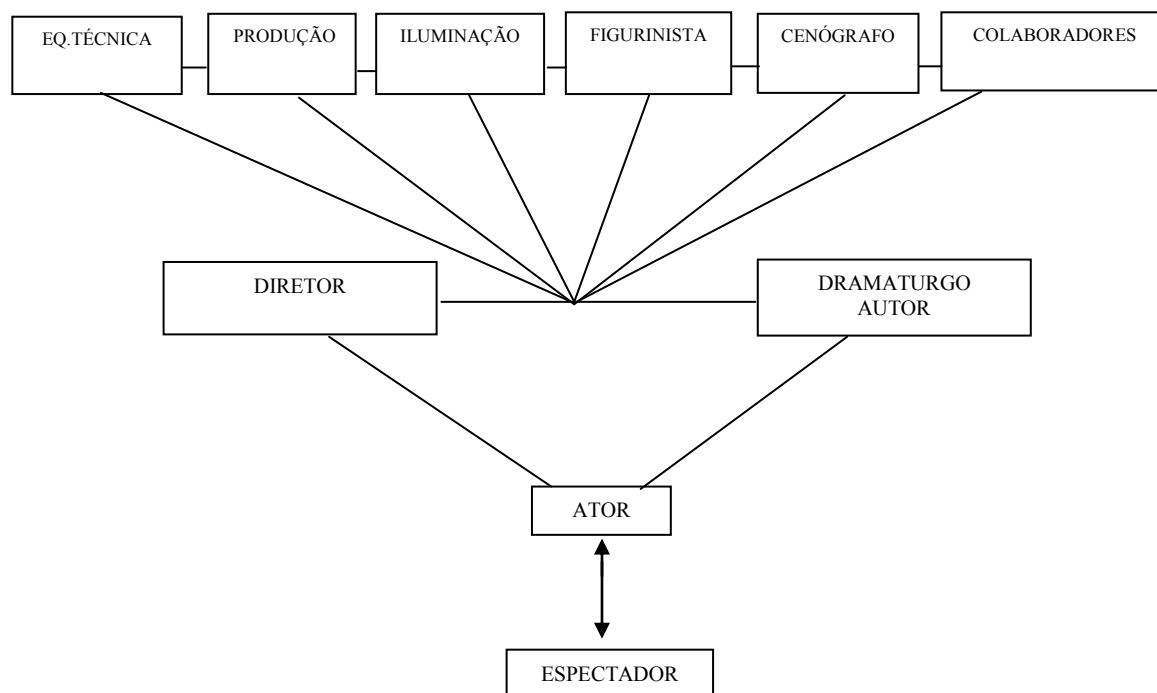 EQ.TÉCNICA
PRODUÇÃO
ILUMINAÇÃO
FIGURINISTA
CENÓGRAFO
COLABORADORES
DIRETOR
DRAMATURGO
AUTOR
ATOR
ESPECTADOR